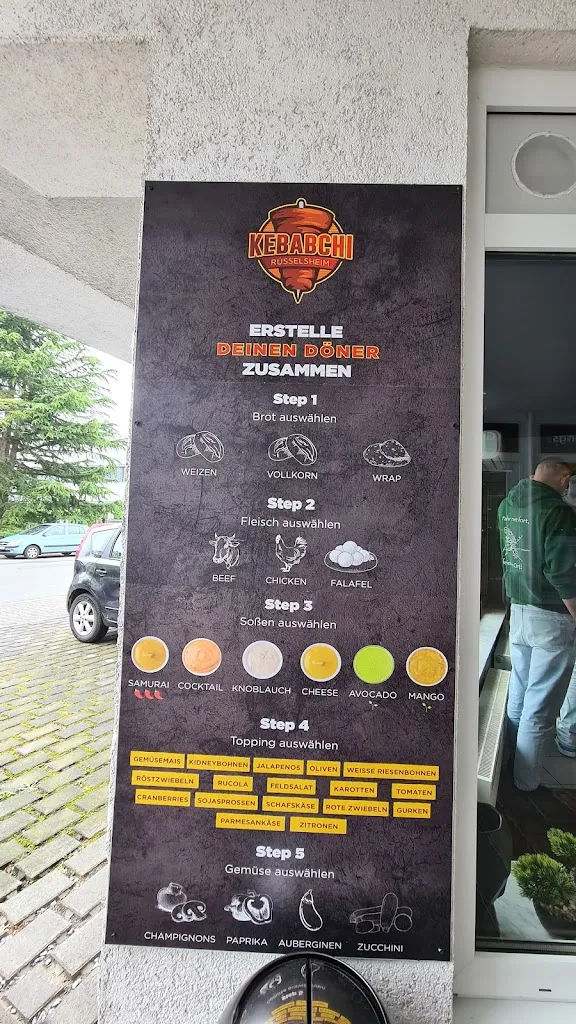 KEBABCHI
RÜSSELSHEIM
ERSTELLE
DEINEN DÖNER
ZUSAMMEN
Step 1
Brot auswählen
WEIZEN VOLLKORN WRAP
Step 2
Fleisch auswählen
BEEF CHICKEN FALAFEL
Step 3
Soßen auswählen
SAMURAI COCKTAIL KNOBLAUCH CHEESE AVOCADO MANGO
Step 4
Topping auswählen
GEMÜSEMAIS KIDNEYBOHNEN JALAPENOS OLIVEN WEISSE RIESENBOHNEN
RÖSTZWIEBELN RUCOLA FELDSALAT KAROTTEN TOMATEN
CRANBERRIES SOJASPROSSEN SCHAFSKÄSE ROTE ZWIEBELN GURKEN
PARMESANKÄSE ZITRONEN
Step 5
Gemüse auswählen
CHAMPIGNONS PAPRIKA AUBERGINEN ZUCCHINI